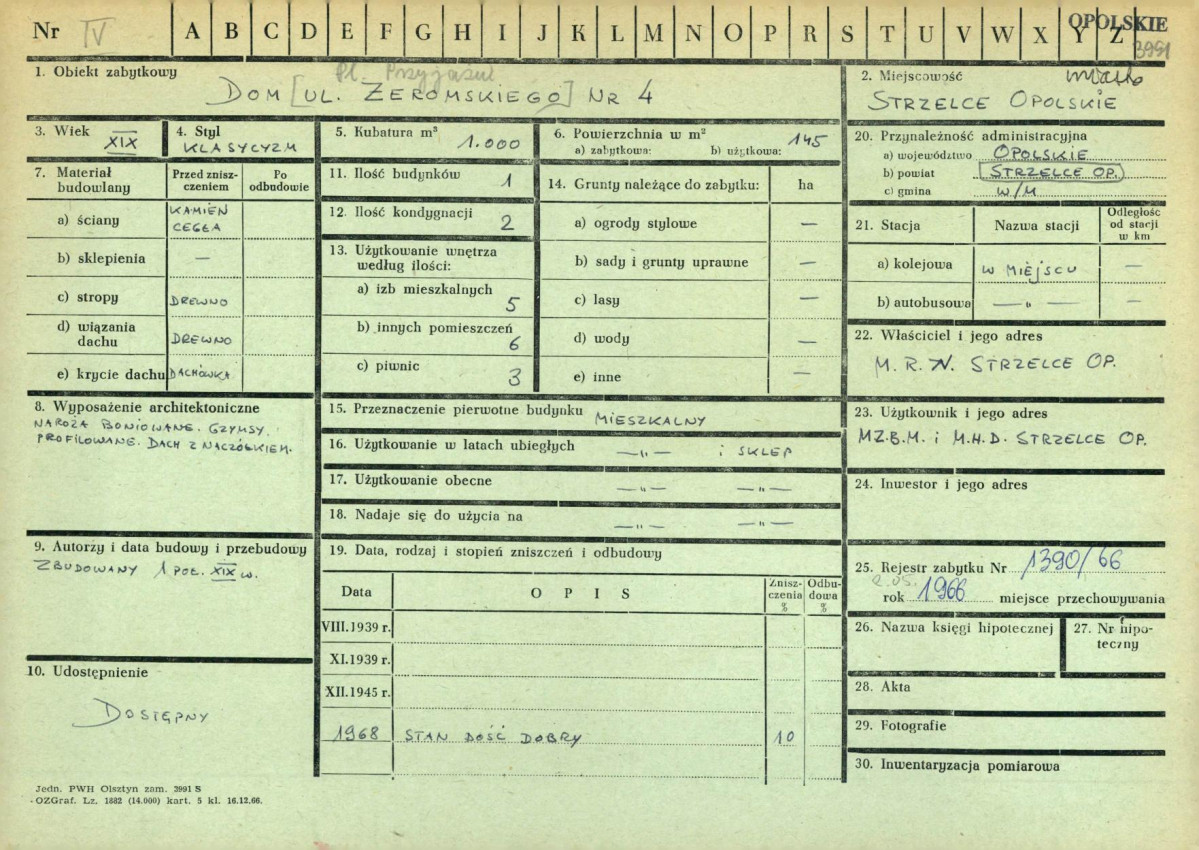 Nr IV A B C D E F G H I J K L M N O P R S T U V W X Y Z OPOLSKIE
3991
1. Obiekt zabytkowy
Pl. Przyjaźni
DOM [UL. ŻEROMSKIEGO] NR 4
2. Miejscowość miasto
STRZELCE OPOLSKIE
3. Wiek XIX
4. Styl
KLASYCYZM
5. Kubatura m³ 1.000
6. Powierzchnia w m²
a) zabytkowa: b) użytkowa: 145
20. Przynależność administracyjna
a) województwo OPOLSKIE
b) powiat STRZELCE OP.
c) gmina W/M
7. Materiał budowlany
Przed znisz-
czeniem
Po
odbudowie
a) ściany KAMIEŃ
CEGŁA
b) sklepienia —
c) stropy DREWNO
d) wiązania
dachu DREWNO
e) krycie dachu DACHÓWKA
11. Ilość budynków 1
12. Ilość kondygnacji 2
13. Użytkowanie wnętrza
według ilości:
a) izb mieszkalnych 5
b) innych pomieszczeń 6
c) piwnic 3
14. Grunty należące do zabytku: ha
a) ogrody stylowe —
b) sady i grunty uprawne —
c) lasy —
d) wody —
e) inne —
21. Stacja Nazwa stacji Odległość
od stacji
w km
a) kolejowa W MIEJSCU —
b) autobusowa — „ — —
22. Właściciel i jego adres
M. R. N. STRZELCE OP.
8. Wyposażenie architektoniczne
NAROŻA BONIOWANE. GZYMSY.
PROFILOWANE. DACH Z NACZÓŁKIEM.
15. Przeznaczenie pierwotne budynku MIESZKALNY
16. Użytkowanie w latach ubiegłych — „ — i SKLEP
17. Użytkowanie obecne — „ — — „ —
18. Nadaje się do użycia na — „ — — „ —
23. Użytkownik i jego adres
MZ.B.M. i M.H.D. STRZELCE OP.
24. Inwestor i jego adres
9. Autorzy i data budowy i przebudowy
ZBUDOWANY 1 POŁ. XIX W.
19. Data, rodzaj i stopień zniszczeń i odbudowy
Data O P I S Znisz-
czenia
% Odbu-
dowa
%
VIII.1939 r.
XI.1939 r.
XII.1945 r.
1968 STAN DOŚĆ DOBRY 10
25. Rejestr zabytku Nr 1390/66
2.05.
rok 1966 miejsce przechowywania
26. Nazwa księgi hipotecznej
27. Nr hipo-
teczny
10. Udostępnienie
DOSTĘPNY
28. Akta
29. Fotografie
30. Inwentaryzacja pomiarowa
Jedn. PWH Olsztyn zam. 2991 S
-OZGraf. Lz. 1882 (14.000) kart. 5 kl. 16.12.66.